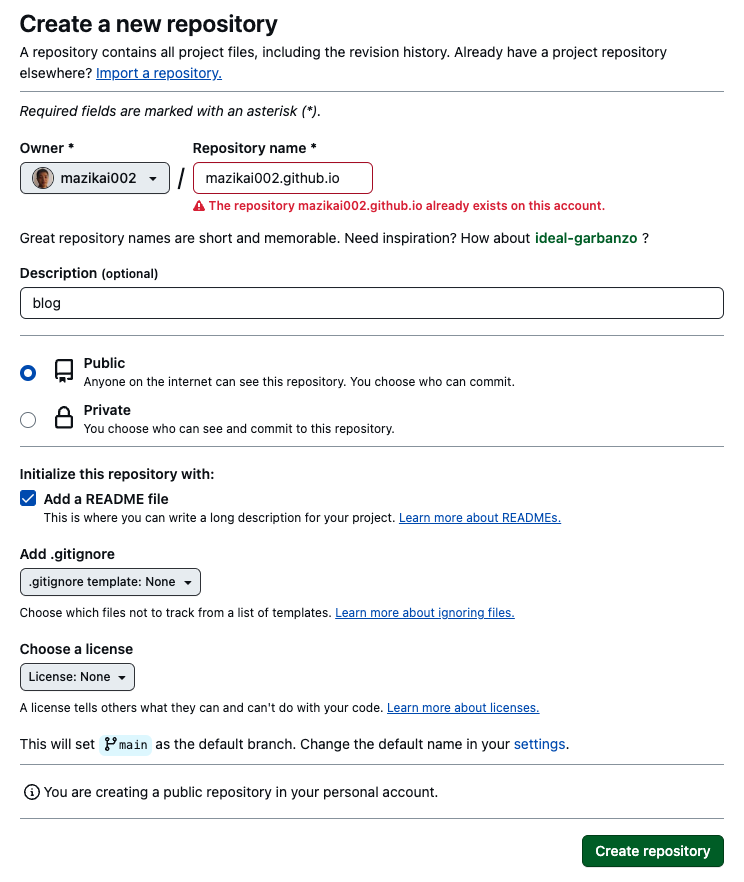 Create a new repository
A repository contains all project files, including the revision history. Already have a project repository
elsewhere? Import a repository.
Required fields are marked with an asterisk (*).
Owner *
Repository name *
mazikai002
/
mazikai002.github.io
The repository mazikai002.github.io already exists on this account.
Great repository names are short and memorable. Need inspiration? How about ideal-garbanzo ?
Description (optional)
blog
Public
Anyone on the internet can see this repository. You choose who can commit.
Private
You choose who can see and commit to this repository.
Initialize this repository with:
Add a README file
This is where you can write a long description for your project. Learn more about READMEs.
Add .gitignore
.gitignore template: None
Choose which files not to track from a list of templates. Learn more about ignoring files.
Choose a license
License: None
A license tells others what they can and can't do with your code. Learn more about licenses.
This will set main as the default branch. Change the default name in your settings.
You are creating a public repository in your personal account.
Create repository